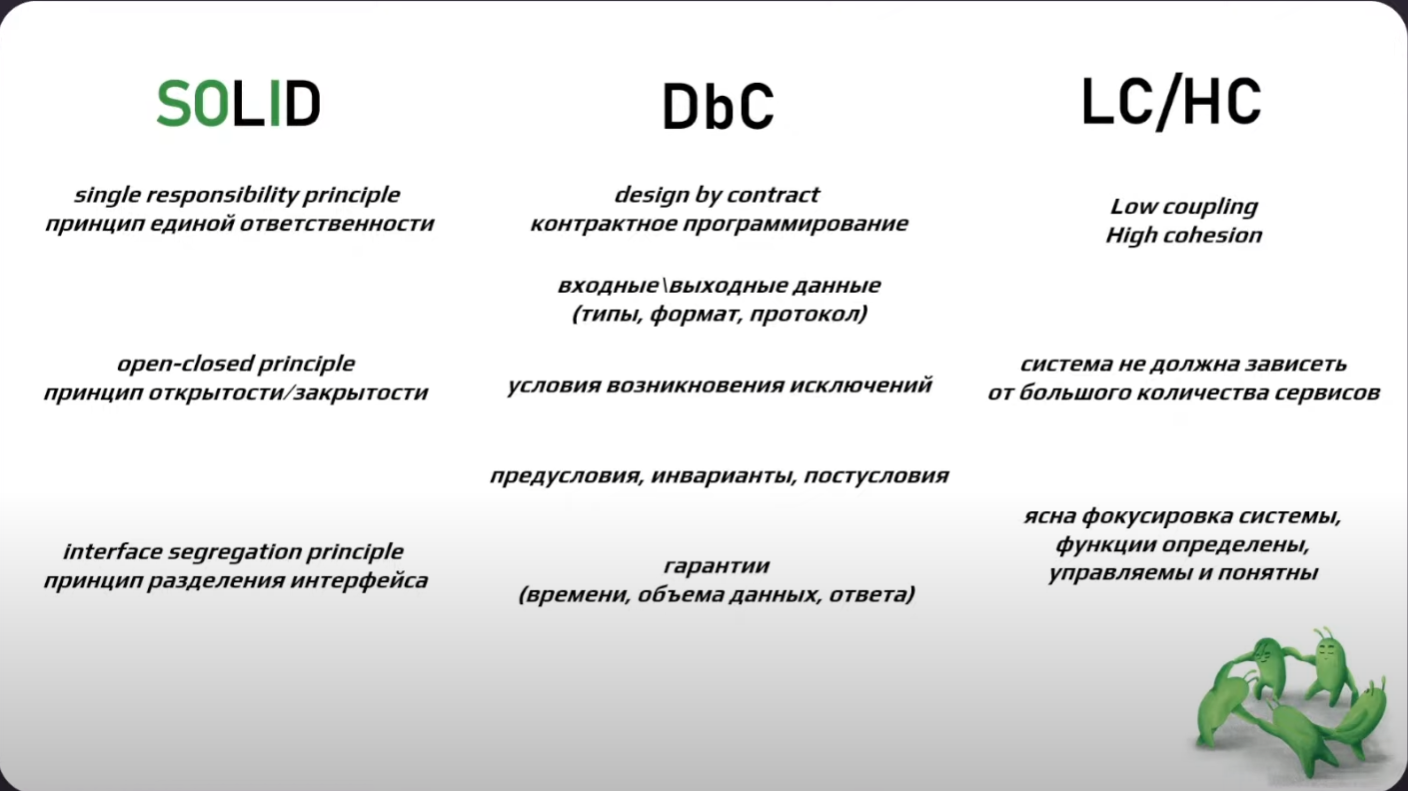 SOLID
single responsibility principle
принцип единой ответственности
open-closed principle
принцип открытости/закрытости
interface segregation principle
принцип разделения интерфейса
DbC
design by contract
контрактное программирование
входные\выходные данные
(типы, формат, протокол)
условия возникновения исключений
предусловия, инварианты, постусловия
гарантии
(времени, объема данных, ответа)
LC/HC
Low coupling
High cohesion
система не должна зависеть
от большого количества сервисов
ясна фокусировка системы,
функции определены,
управляемы и понятны